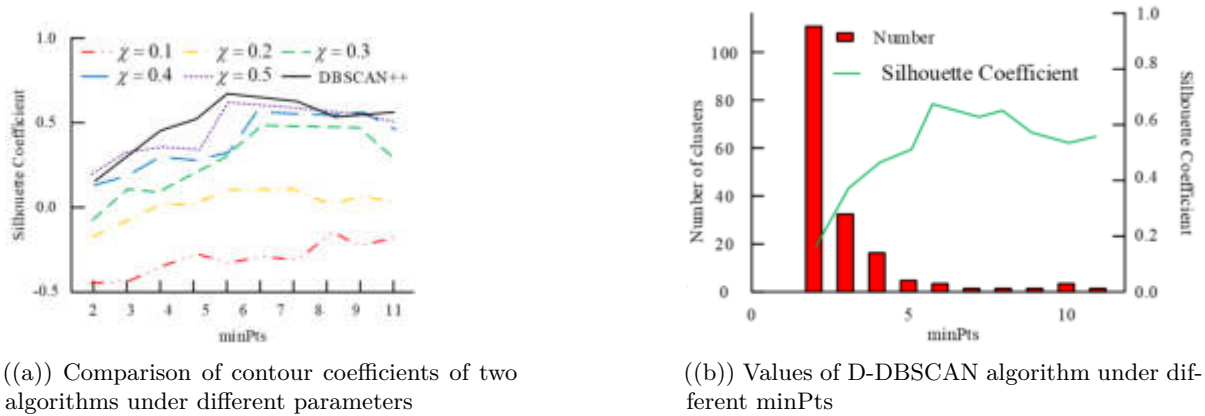 1.0
χ = 0.1 χ = 0.2 χ = 0.3
χ = 0.4 χ = 0.5 DBSCAN++
0.5
0.0
-0.5
Silhouette Coefficient
2 3 4 5 6 7 7 8 9 11
minPts
((a)) Comparison of contour coefficients of two
algorithms under different parameters
100
80
60
40
20
0
Number of clusters
Number
Silhouette Coefficient
1.0
0.8
0.6
0.4
0.2
0.0
Silhouette
Coefficient
0 5 10
minPts
((b)) Values of D-DBSCAN algorithm under dif-
ferent minPts